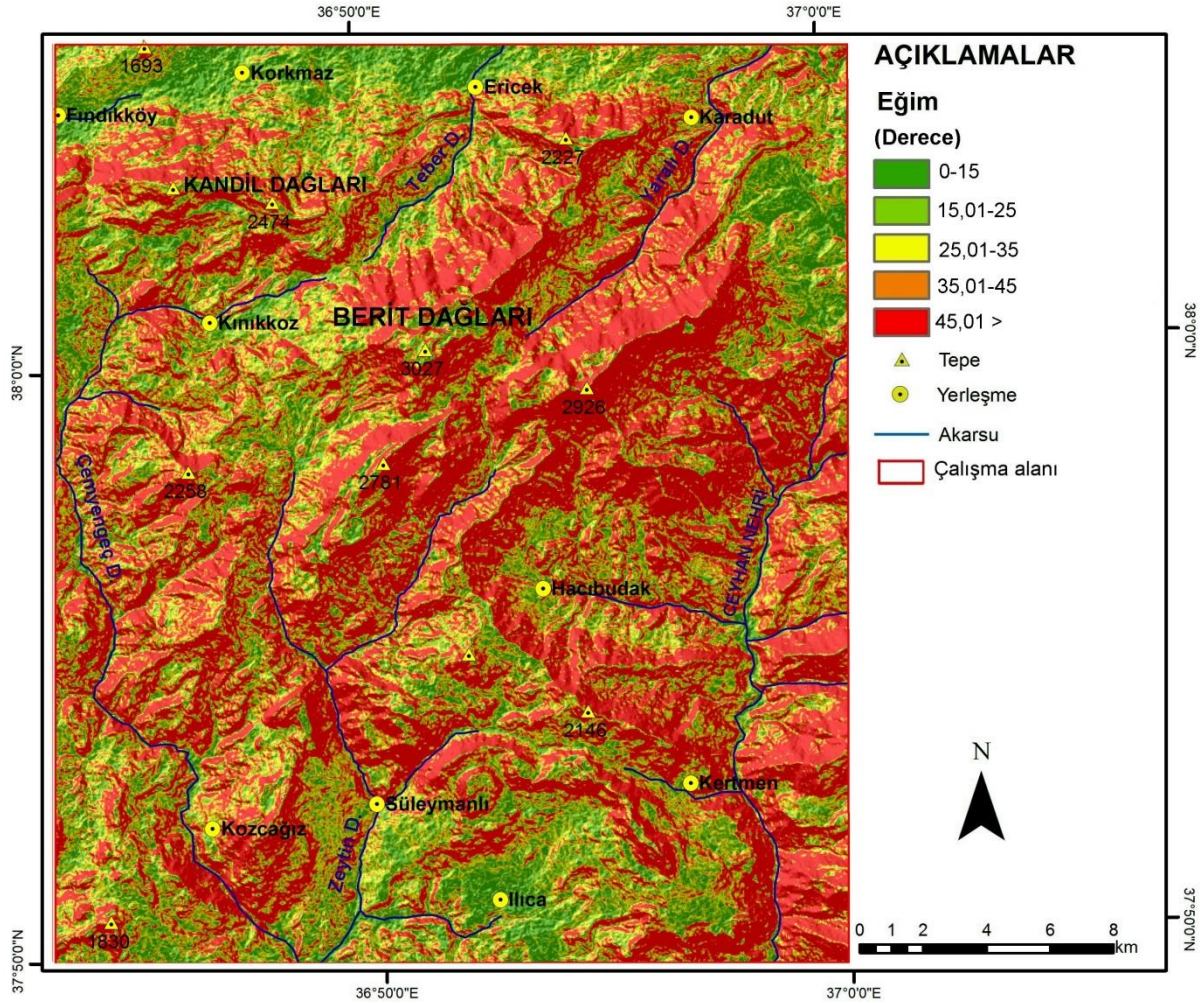 36°50'0"E
37°0'0"E
1693
Korkmaz
Ericek
Fındıkköy
Karadut
2227
Teber D.
Yaralı D.
KANDİL DAĞLARI
2474
Kınıkkoz
BERİT DAĞLARI
3027
38°0'0"N
38°0'0"N
2926
2781
2258
Cemyengeç D.
CEYHAN NEHRİ
Hacıbudak
2146
Kertmen
Süleymanlı
Kozcağız
Zeytin D.
Ilıca
1830
37°50'0"N
37°50'0"N
36°50'0"E
37°0'0"E
AÇIKLAMALAR
Eğim
(Derece)
0-15
15,01-25
25,01-35
35,01-45
45,01 >
Tepe
Yerleşme
Akarsu
Çalışma alanı
N
0 1 2 4 6 8
km